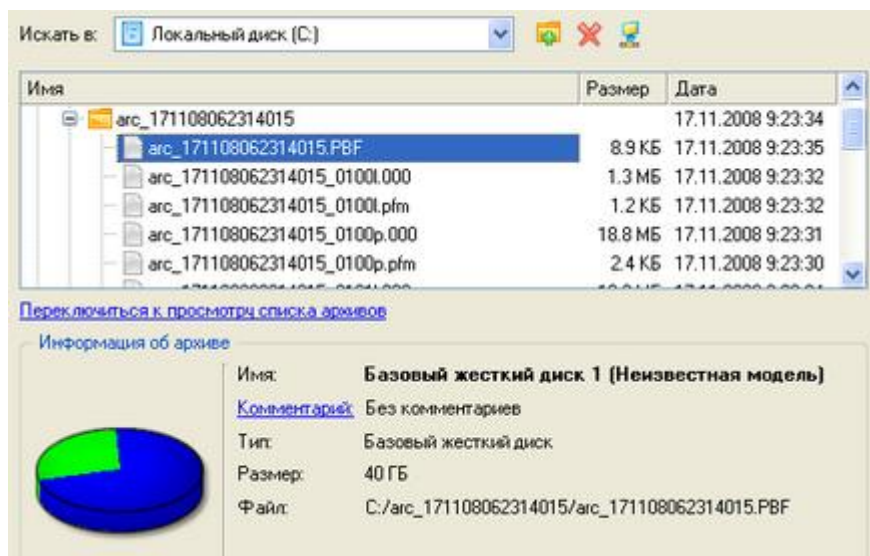 Искать в: Локальный диск (C:)
Имя Размер Дата
arc_171108062314015 17.11.2008 9:23:34
arc_171108062314015.PBF 8.9 КБ 17.11.2008 9:23:35
arc_171108062314015_0100l.000 1.3 МБ 17.11.2008 9:23:32
arc_171108062314015_0100l.pfm 1.2 КБ 17.11.2008 9:23:32
arc_171108062314015_0100p.000 18.8 МБ 17.11.2008 9:23:31
arc_171108062314015_0100p.pfm 2.4 КБ 17.11.2008 9:23:30
Переключиться к просмотру списка архивов
Информация об архиве
Имя: Базовый жесткий диск 1 (Неизвестная модель)
Комментарий: Без комментариев
Тип: Базовый жесткий диск
Размер: 40 ГБ
Файл: C:/arc_171108062314015/arc_171108062314015.PBF